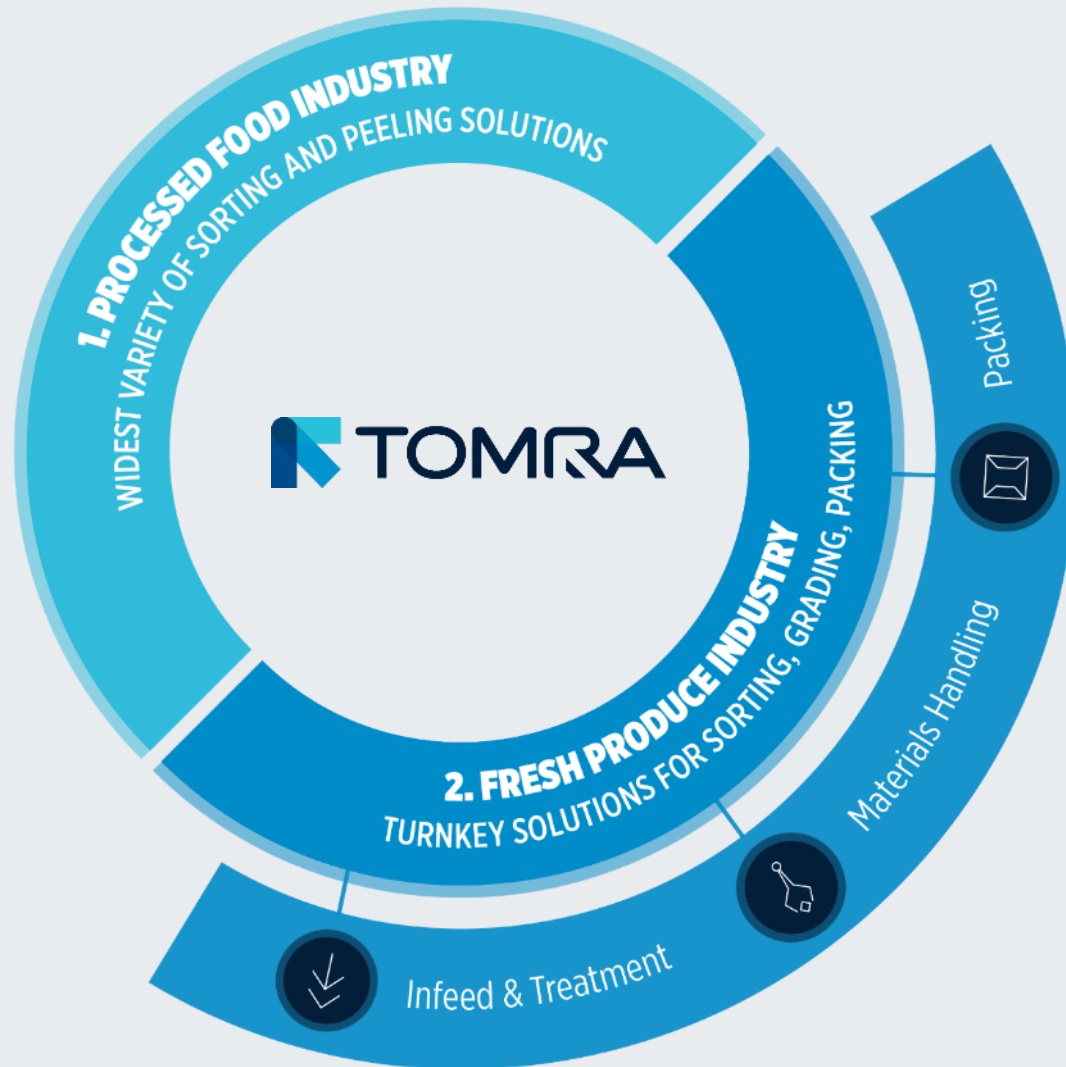 1. PROCESSED FOOD INDUSTRY
WIDEST VARIETY OF SORTING AND PEELING SOLUTIONS
TOMRA
2. FRESH PRODUCE INDUSTRY
TURNKEY SOLUTIONS FOR SORTING, GRADING, PACKING
Packing
Materials Handling
Infeed & Treatment